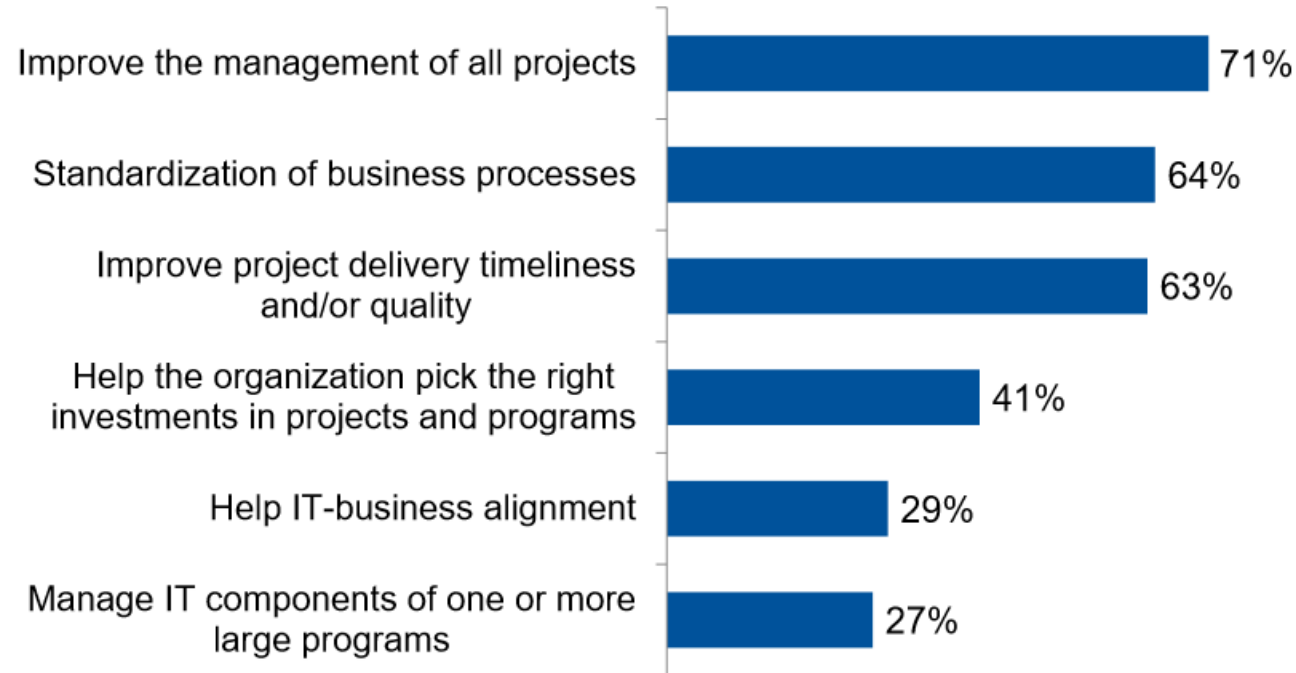 Improve the management of all projects
71%
Standardization of business processes
64%
Improve project delivery timeliness
and/or quality
63%
Help the organization pick the right
investments in projects and programs
41%
Help IT-business alignment
29%
Manage IT components of one or more
large programs
27%